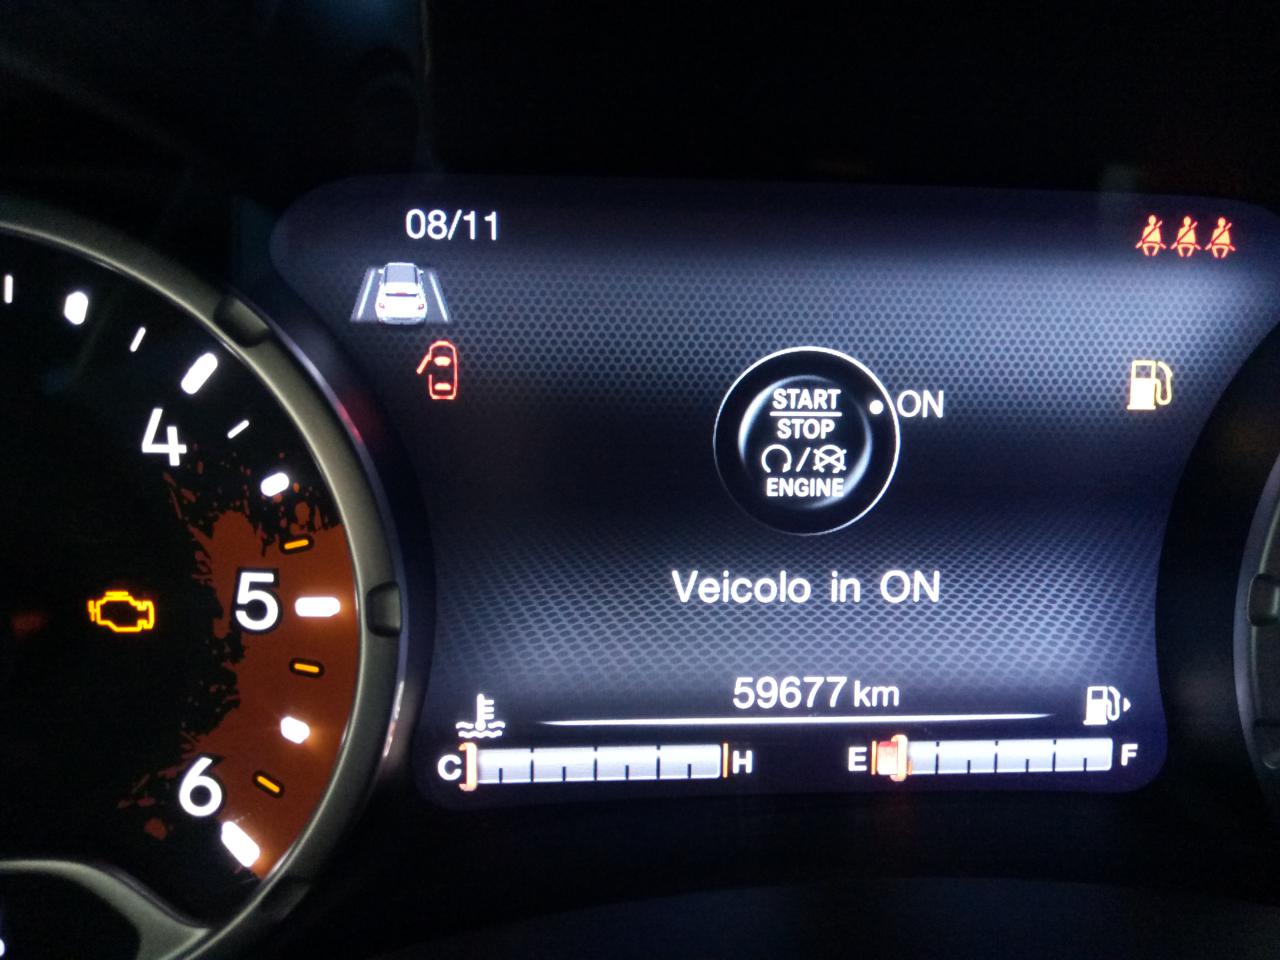 08/11
START
STOP
ENGINE
ON
Veicolo in ON
59677 km
C
H
E
F
4
5
6